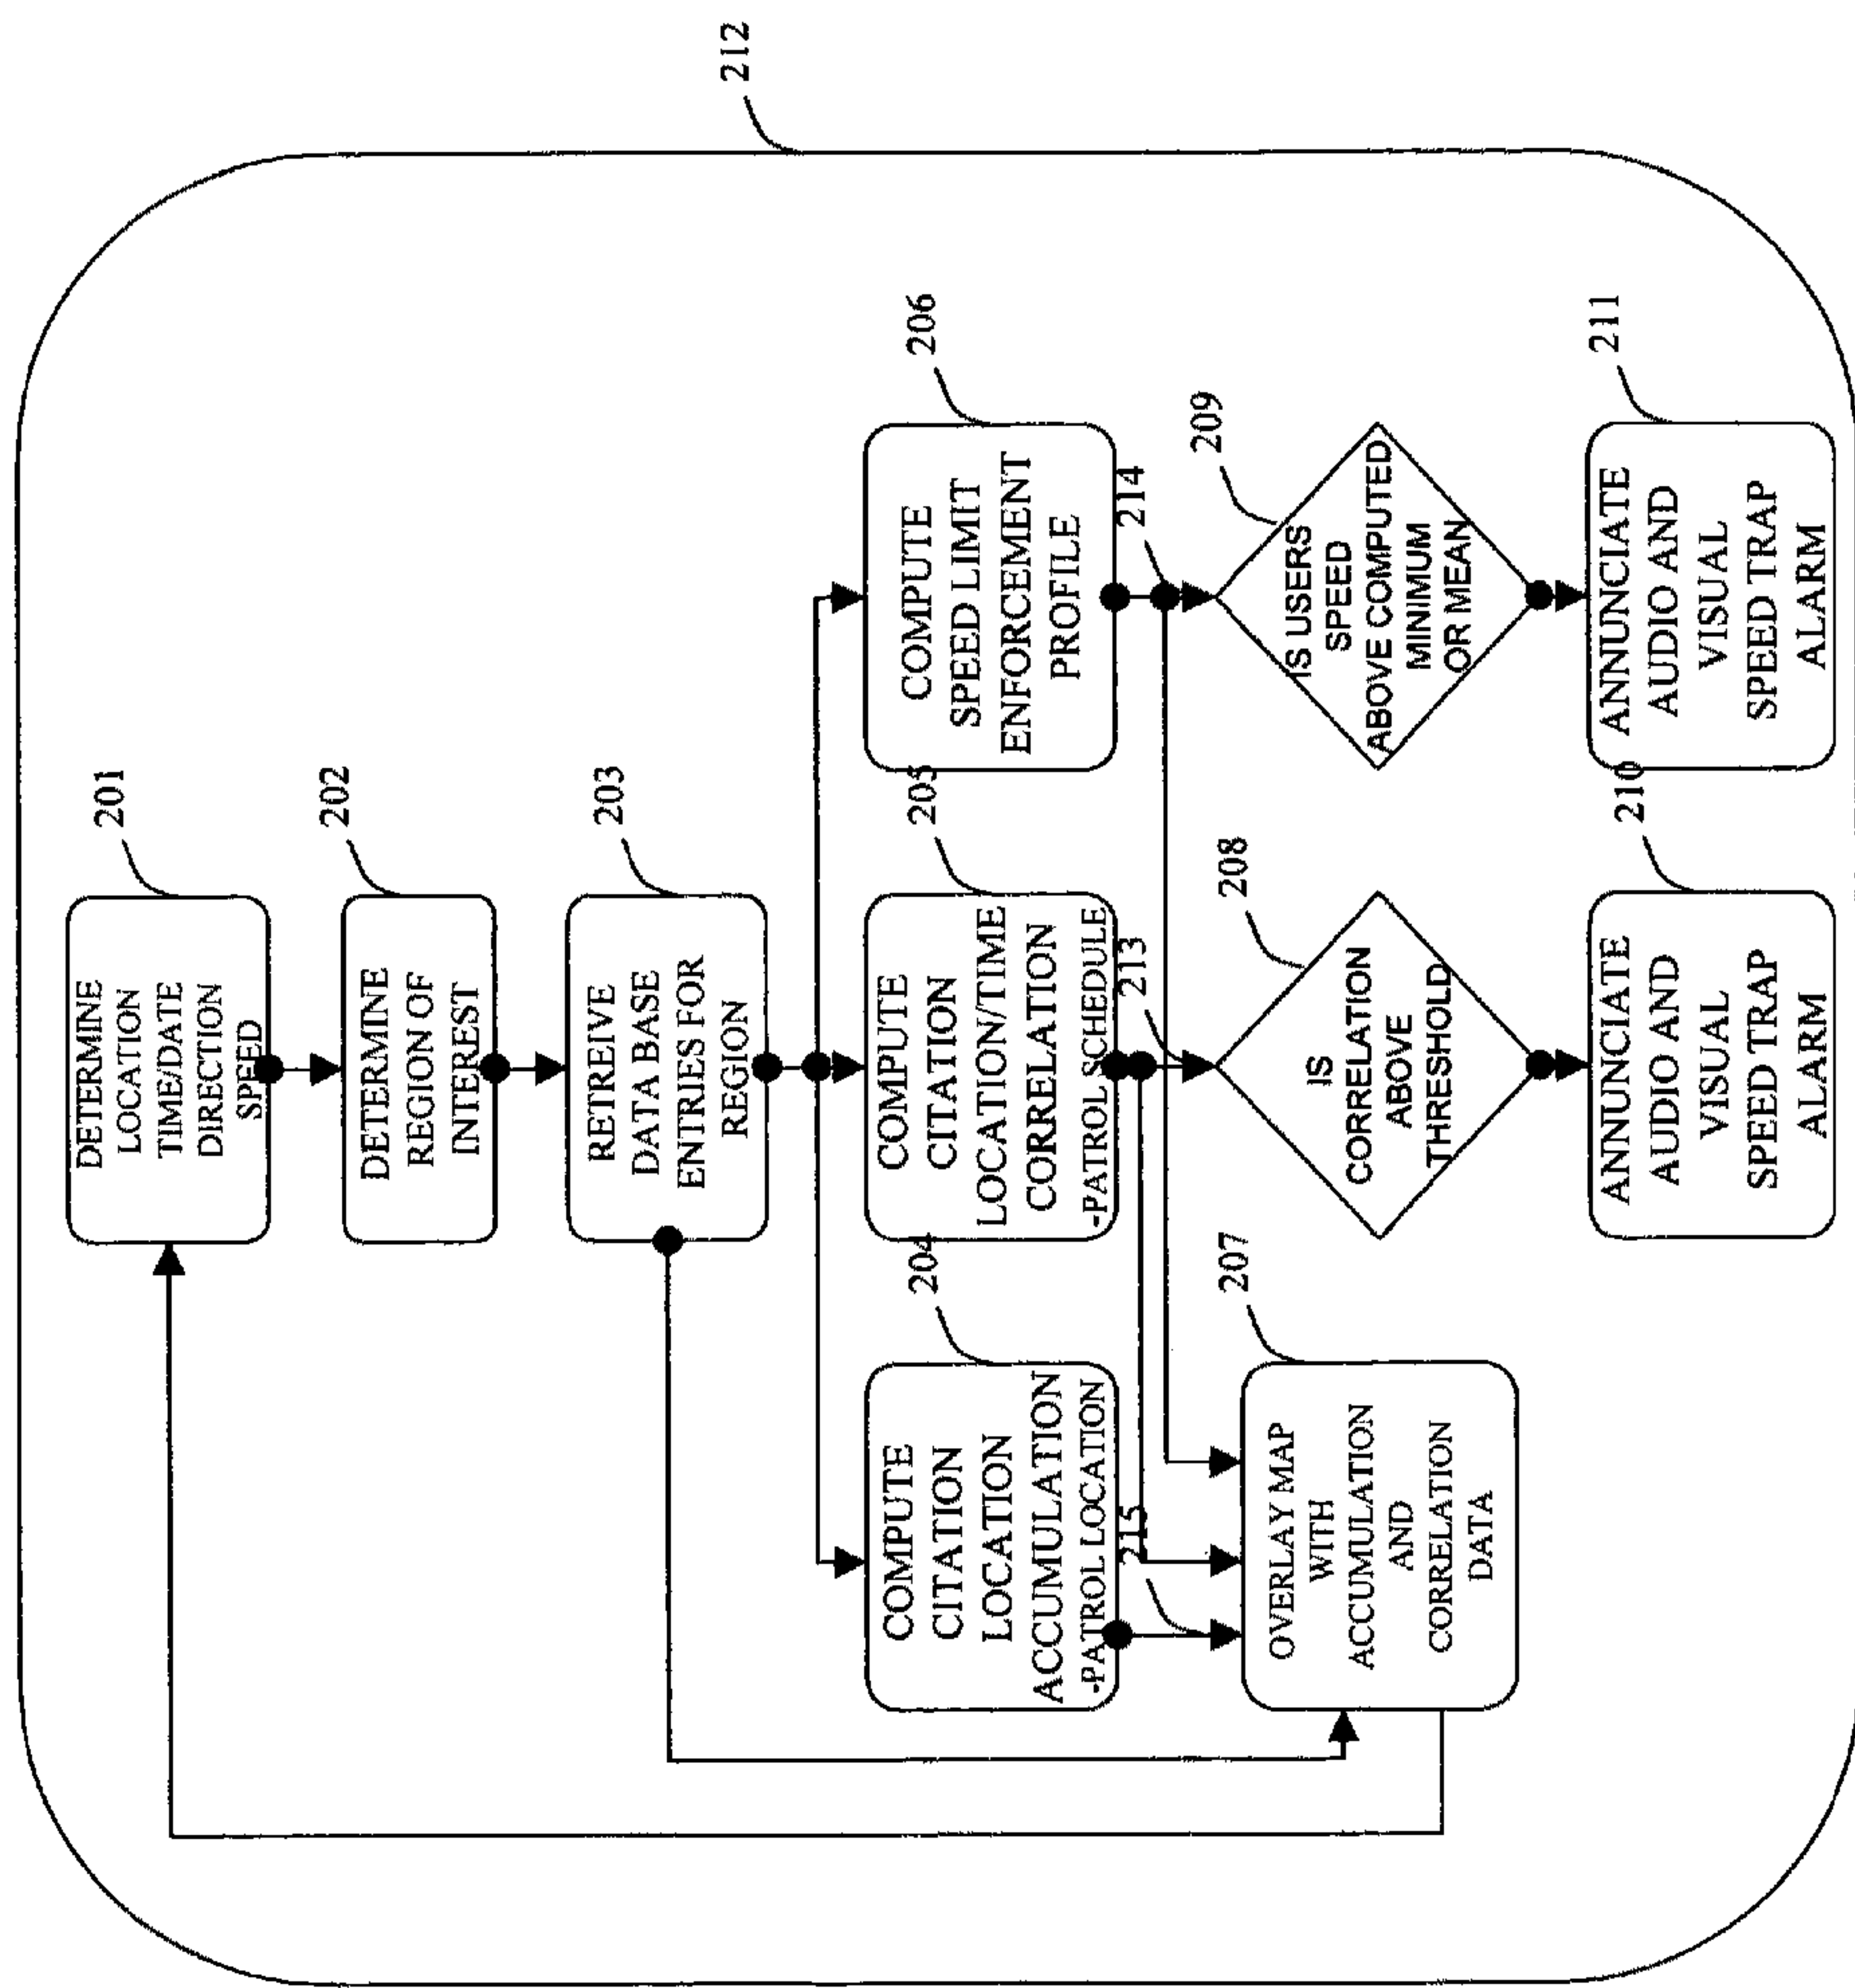 212
201
DETERMINE
LOCATION
TIME/DATE
DIRECTION
SPEED
202
DETERMINE
REGION OF
INTEREST
203
RETREIVE
DATA BASE
ENTRIES FOR
REGION
204
COMPUTE
CITATION
LOCATION
ACCUMULATION
-PATROL LOCATION
205
COMPUTE
CITATION
LOCATION/TIME
CORRELATION
-PATROL SCHEDULE
206
COMPUTE
SPEED LIMIT
ENFORCEMENT
PROFILE
215
213
214
207
OVERLAY MAP
WITH
ACCUMULATION
AND
CORRELATION
DATA
208
IS
CORRELATION
ABOVE
THRESHOLD
209
IS USERS
SPEED
ABOVE COMPUTED
MINIMUM
OR MEAN
210
ANNUNCIATE
AUDIO AND
VISUAL
SPEED TRAP
ALARM
211
ANNUNCIATE
AUDIO AND
VISUAL
SPEED TRAP
ALARM